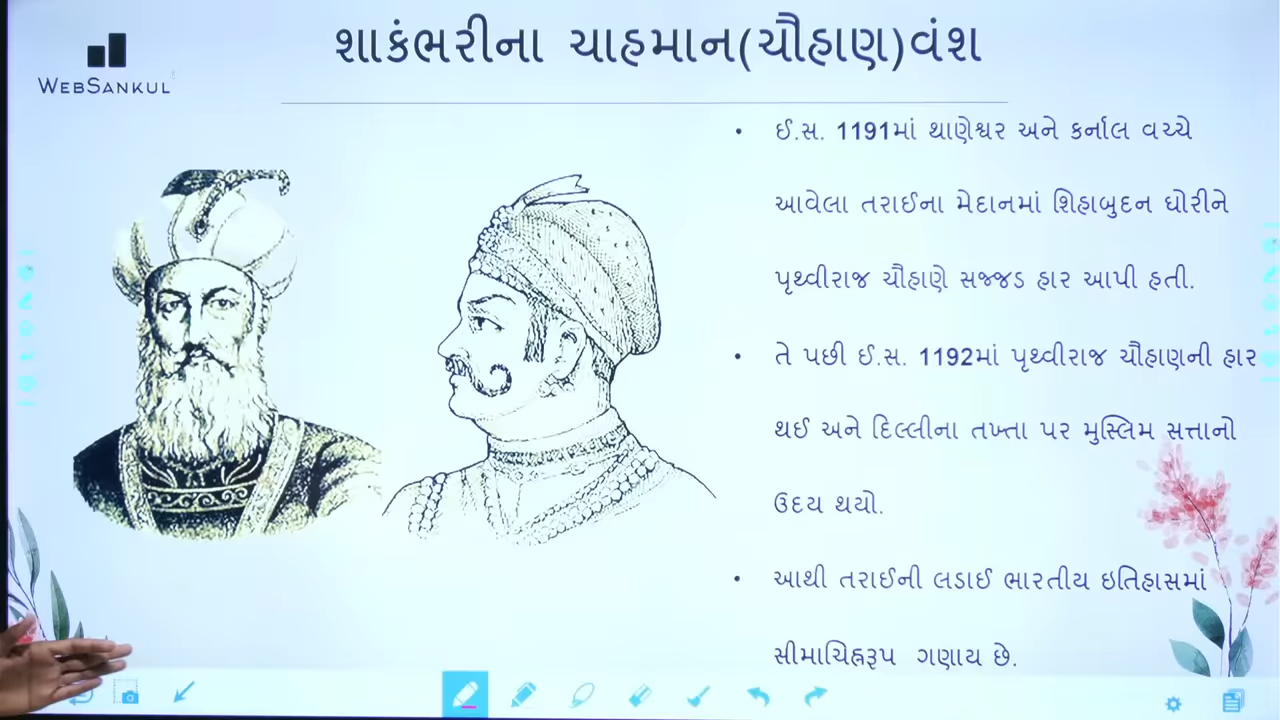 શાકંભરીના ચાહમાન(ચૌહાણ)વંશ
WEBSANKUL
• ઈ.સ. 1191માં થાણેશ્વર અને કર્નાલ વચ્ચે
આવેલા તરાઈના મેદાનમાં શિહાબુદન ઘોરીને
પૃથ્વીરાજ ચૌહાણે સજ્જડ હાર આપી હતી.
• તે પછી ઈ.સ. 1192માં પૃથ્વીરાજ ચૌહાણની હાર
થઈ અને દિલ્લીના તખ્તા પર મુસ્લિમ સત્તાનો
ઉદય થયો.
• આથી તરાઈની લડાઈ ભારતીય ઇતિહાસમાં
સીમાચિહ્નરૂપ ગણાય છે.